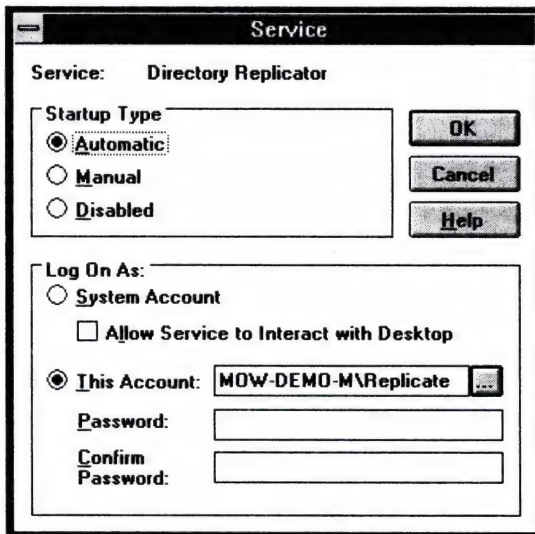 Service
Service: Directory Replicator
Startup Type
Automatic
Manual
Disabled
OK
Cancel
Help
Log On As:
System Account
Allow Service to Interact with Desktop
This Account: MOW-DEMO-M\Replicate ...
Password:
Confirm
Password: